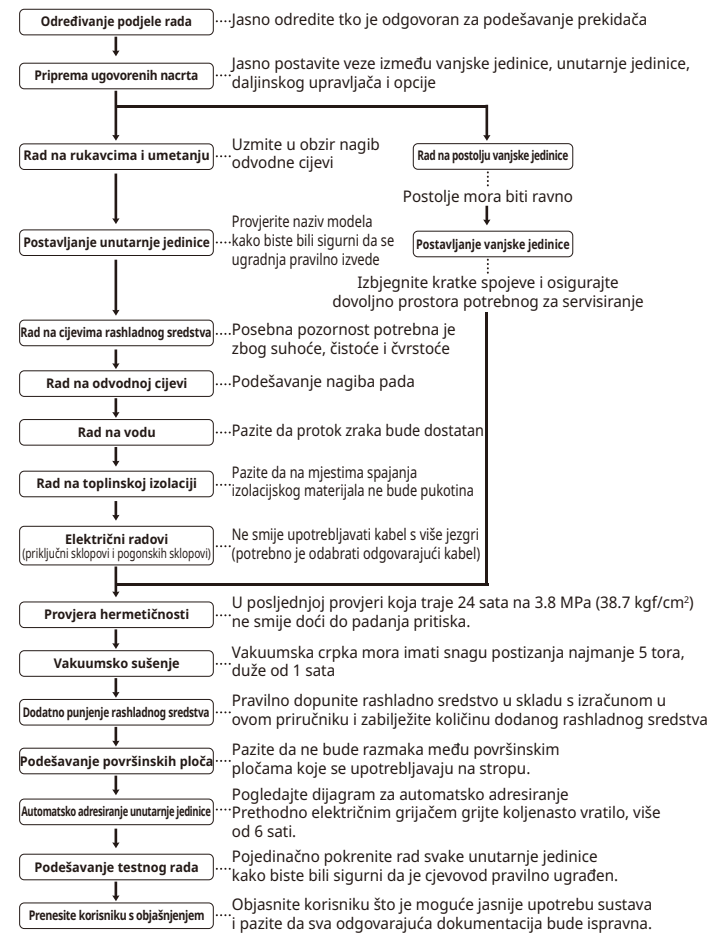 Određivanje podjele rada
Jasno odredite tko je odgovoran za podešavanje prekidača
Priprema ugovorenih nacrta
Jasno postavite veze između vanjske jedinice, unutarnje jedinice,
daljinskog upravljača i opcije
Rad na rukavcima i umetanju
Uzmite u obzir nagib
odvodne cijevi
Rad na postolju vanjske jedinice
Postolje mora biti ravno
Postavljanje unutarnje jedinice
Provjerite naziv modela
kako biste bili sigurni da se
ugradnja pravilno izvede
Postavljanje vanjske jedinice
Izbjegnite kratke spojeve i osigurajte
dovoljno prostora potrebnog za servisiranje
Rad na cijevima rashladnog sredstva
Posebna pozornost potrebna je
zbog suhoće, čistoće i čvrstoće
Rad na odvodnoj cijevi
Podešavanje nagiba pada
Rad na vodu
Pazite da protok zraka bude dostatan
Rad na toplinskoj izolaciji
Pazite da na mjestima spajanja
izolacijskog materijala ne bude pukotina
Električni radovi
(priključni sklopovi i pogonskih sklopovi)
Ne smije upotrebljavati kabel s više jezgri
(potrebno je odabrati odgovarajući kabel)
Provjera hermetičnosti
U posljednjoj provjeri koja traje 24 sata na 3.8 MPa (38.7 kgf/cm²)
ne smije doći do padanja pritiska.
Vakuumsko sušenje
Vakuumska crpka mora imati snagu postizanja najmanje 5 tora,
duže od 1 sata
Dodatno punjenje rashladnog sredstva
Pravilno dopunite rashladno sredstvo u skladu s izračunom u
ovom priručniku i zabilježite količinu dodanog rashladnog sredstva
Podešavanje površinskih ploča
Pazite da ne bude razmaka među površinskim
pločama koje se upotrebljavaju na stropu.
Automatsko adresiranje unutarnje jedinice
Pogledajte dijagram za automatsko adresiranje
Prethodno električnim grijačem grijte koljenasto vratilo, više
od 6 sati.
Podešavanje testnog rada
Pojedinačno pokrenite rad svake unutarnje jedinice
kako biste bili sigurni da je cjevovod pravilno ugrađen.
Prenesite korisniku s objašnjenjem
Objasnite korisniku što je moguće jasnije upotrebu sustava
i pazite da sva odgovarajuća dokumentacija bude ispravna.